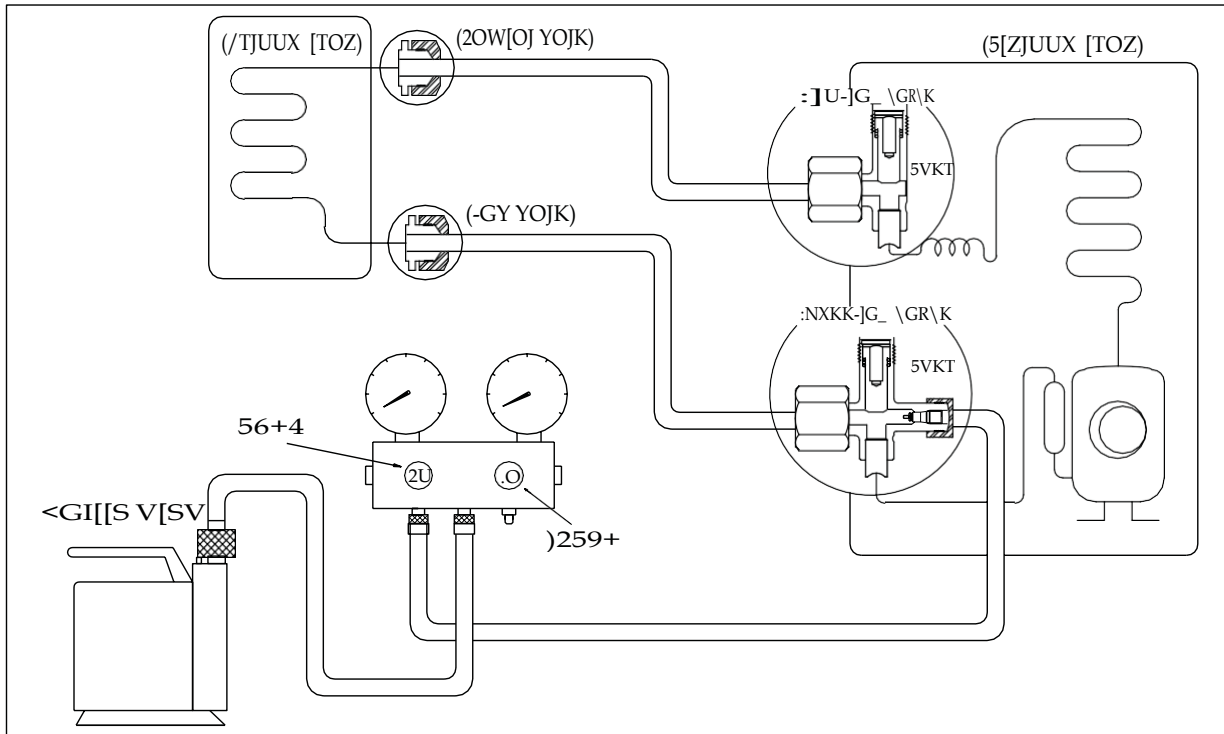 (/TJUUX [TOZ)
(2OW[OJ YOJK)
(5[ZJUUX [TOZ)
:]U-]G_ \GR\K
5VKT
(-GY YOJK)
:NXKK-]G_ \GR\K
5VKT
56+4
2U
.O
<GI[[S V[SV
)259+